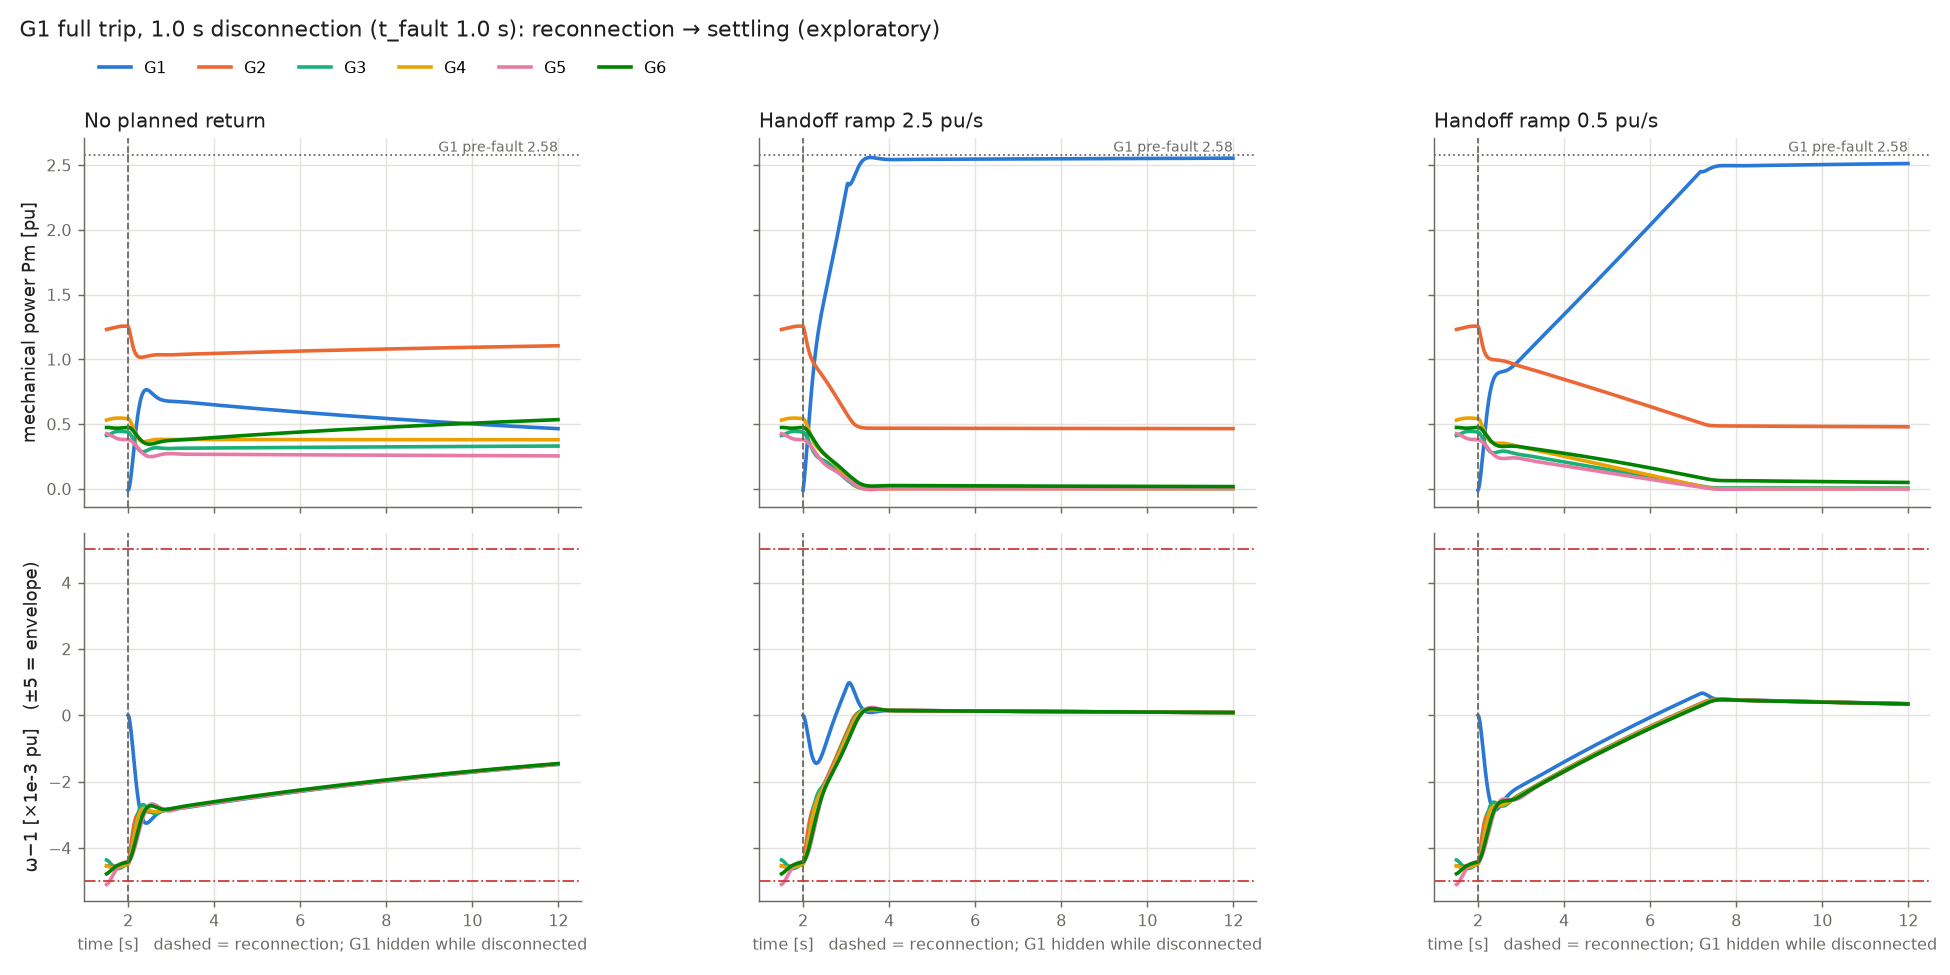 G1 full trip, 1.0 s disconnection (t_fault 1.0 s): reconnection → settling (exploratory)
G1 G2 G3 G4 G5 G6
No planned return
Handoff ramp 2.5 pu/s
Handoff ramp 0.5 pu/s
G1 pre-fault 2.58
G1 pre-fault 2.58
G1 pre-fault 2.58
mechanical power Pm [pu]
2.5
2.0
1.5
1.0
0.5
0.0
ω−1 [×1e-3 pu] (±5 = envelope)
4
2
0
−2
−4
2 4 6 8 10 12
2 4 6 8 10 12
2 4 6 8 10 12
time [s] dashed = reconnection; G1 hidden while disconnected
time [s] dashed = reconnection; G1 hidden while disconnected
time [s] dashed = reconnection; G1 hidden while disconnected